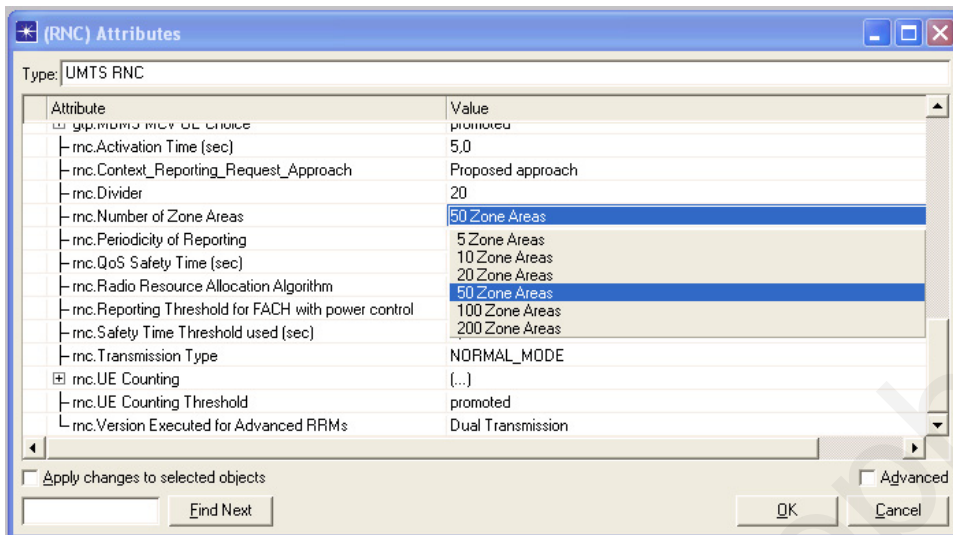 (RNC) Attributes
Type: UMTS RNC
Attribute Value
gtp.MBMS MCV UE Choice promoted
rnc.Activation Time (sec) 5,0
rnc.Context_Reporting_Request_Approach Proposed approach
rnc.Divider 20
rnc.Number of Zone Areas 50 Zone Areas
rnc.Periodicity of Reporting 5 Zone Areas
10 Zone Areas
rnc.QoS Safety Time (sec)
20 Zone Areas
rnc.Radio Resource Allocation Algorithm 50 Zone Areas
rnc.Reporting Threshold for FACH with power control 100 Zone Areas
rnc.Safety Time Threshold used (sec) 200 Zone Areas
rnc.Transmission Type NORMAL_MODE
rnc.UE Counting (...)
rnc.UE Counting Threshold promoted
rnc.Version Executed for Advanced RRMs Dual Transmission
Apply changes to selected objects Advanced
Find Next OK Cancel